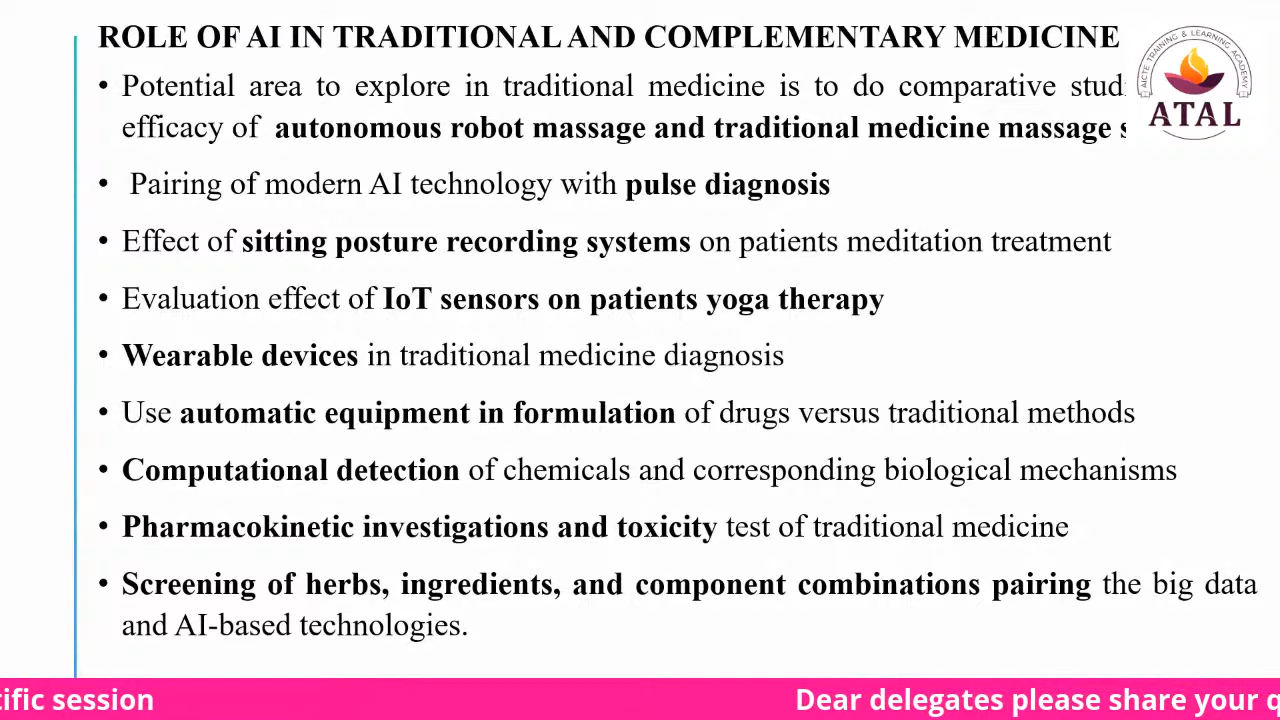 ROLE OF AI IN TRADITIONAL AND COMPLEMENTARY MEDICINE
• Potential area to explore in traditional medicine is to do comparative
efficacy of autonomous robot massage and traditional medicine massage
• Pairing of modern AI technology with pulse diagnosis
• Effect of sitting posture recording systems on patients meditation treatment
• Evaluation effect of IoT sensors on patients yoga therapy
• Wearable devices in traditional medicine diagnosis
• Use automatic equipment in formulation of drugs versus traditional methods
• Computational detection of chemicals and corresponding biological mechanisms
• Pharmacokinetic investigations and toxicity test of traditional medicine
• Screening of herbs, ingredients, and component combinations pairing the big data
and AI-based technologies.
AICTE TRAINING & LEARNING ACADEMY
ATAL
session
Dear delegates please share your